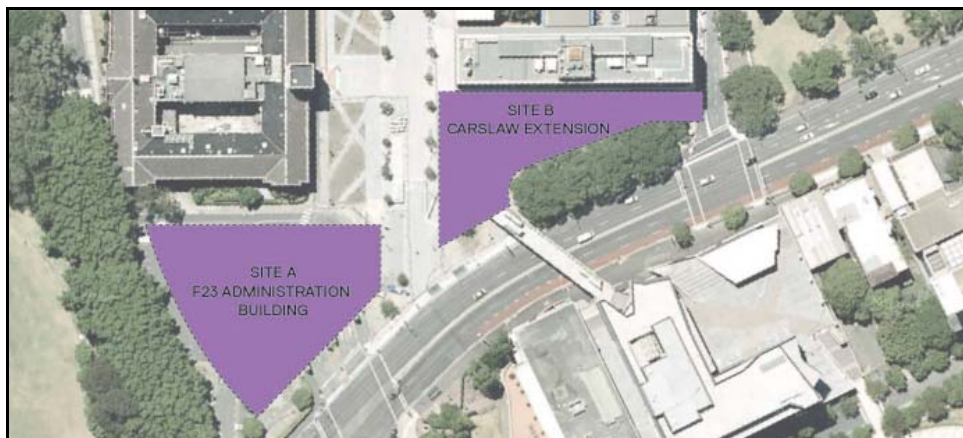 SITE A
F23 ADMINISTRATION
BUILDING
SITE B
CARSLAW EXTENSION